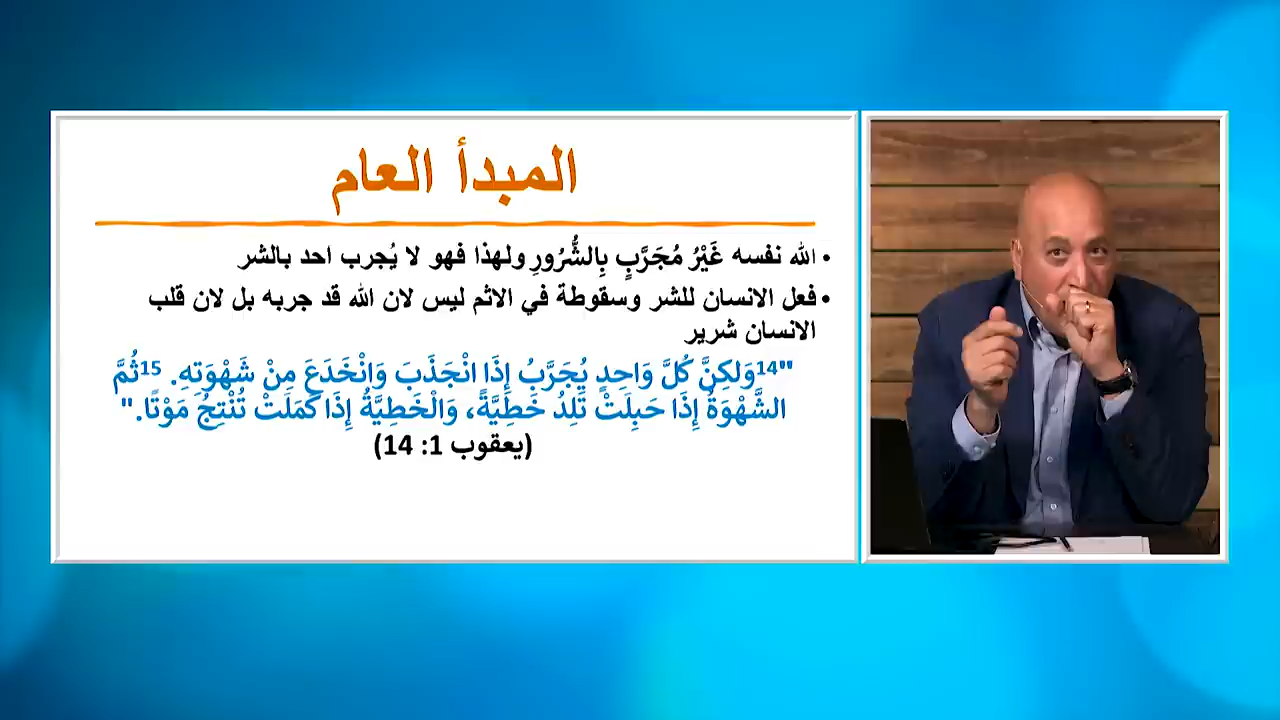 المبدأ العام
• الله نفسه غَيْرُ مُجَرَّبٍ بِالشُّرُورِ ولهذا فهو لا يُجرب احد بالشر
• فعل الانسان للشر وسقوطة في الاثم ليس لان الله قد جربه بل لان قلب
الانسان شرير
"14وَلكِنَّ كُلَّ وَاحِدٍ يُجَرَّبُ إِذَا انْجَذَبَ وَانْخَدَعَ مِنْ شَهْوَتِهِ. 15ثُمَّ
الشَّهْوَةُ إِذَا حَبِلَتْ تَلِدُ خَطِيَّةً، وَالْخَطِيَّةُ إِذَا كَمَلَتْ تُنْتِجُ مَوْتًا."
(يعقوب 1: 14)